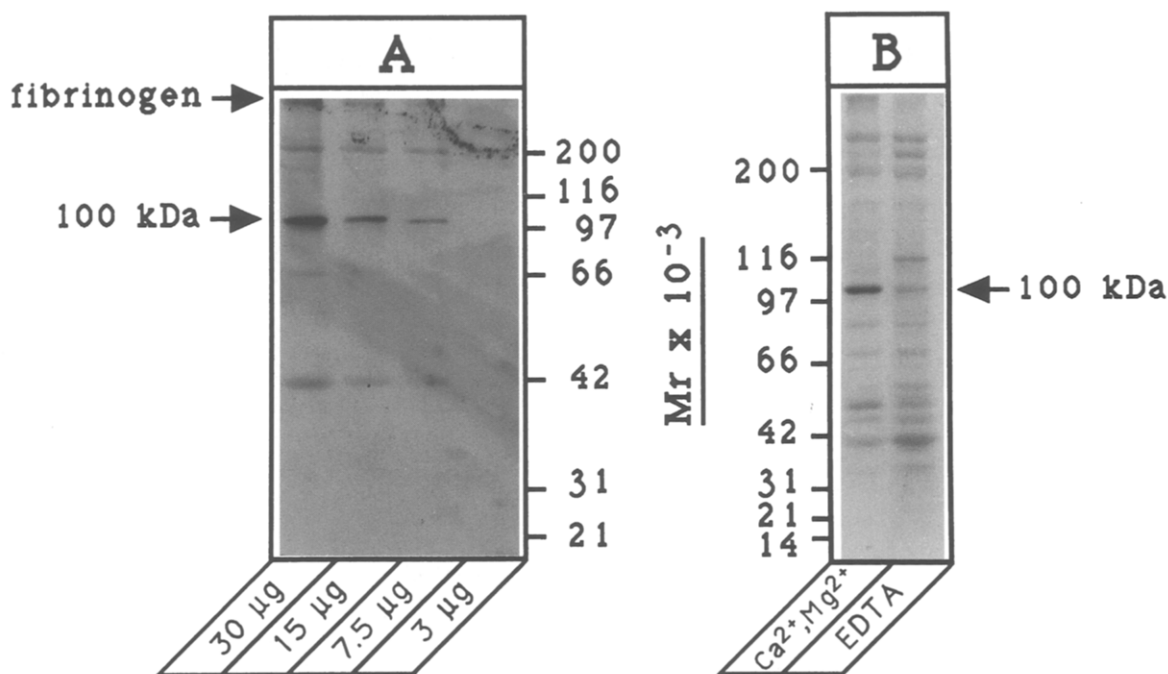 A
fibrinogen
100 kDa
200
116
97
66
42
31
21
30 µg
15 µg
7.5 µg
3 µg
B
Mr x 10⁻³
200
116
97
66
42
31
21
14
100 kDa
Ca²⁺,Mg²⁺
EDTA